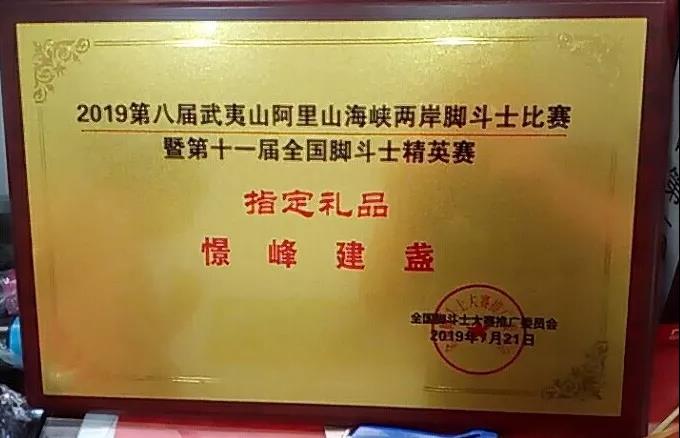 2019第八届武夷山阿里山海峡两岸脚斗士比赛
暨第十一届全国脚斗士精英赛
指定礼品
憬峰建盏
全国脚斗士大赛推广委员会
2019年7月21日